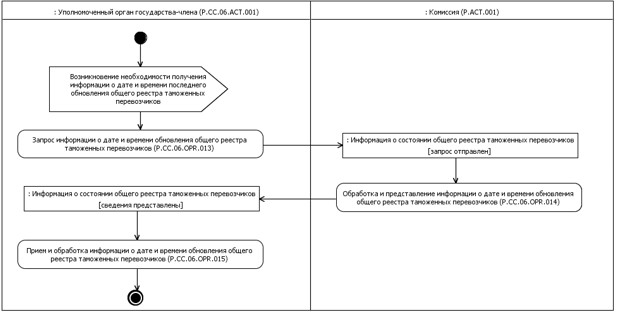 : Уполномоченный орган государства-члена (P.CC.06.ACT.001)
: Комиссия (P.ACT.001)
Возникновение необходимости получения
информации о дате и времени последнего
обновления общего реестра таможенных
перевозчиков
Запрос информации о дате и времени обновления общего реестра
таможенных перевозчиков (P.CC.06.OPR.013)
: Информация о состоянии общего реестра таможенных перевозчиков
[запрос отправлен]
Обработка и представление информации о дате и времени обновления
общего реестра таможенных перевозчиков (P.CC.06.OPR.014)
: Информация о состоянии общего реестра таможенных перевозчиков
[сведения представлены]
Прием и обработка информации о дате и времени обновления общего
реестра таможенных перевозчиков (P.CC.06.OPR.015)